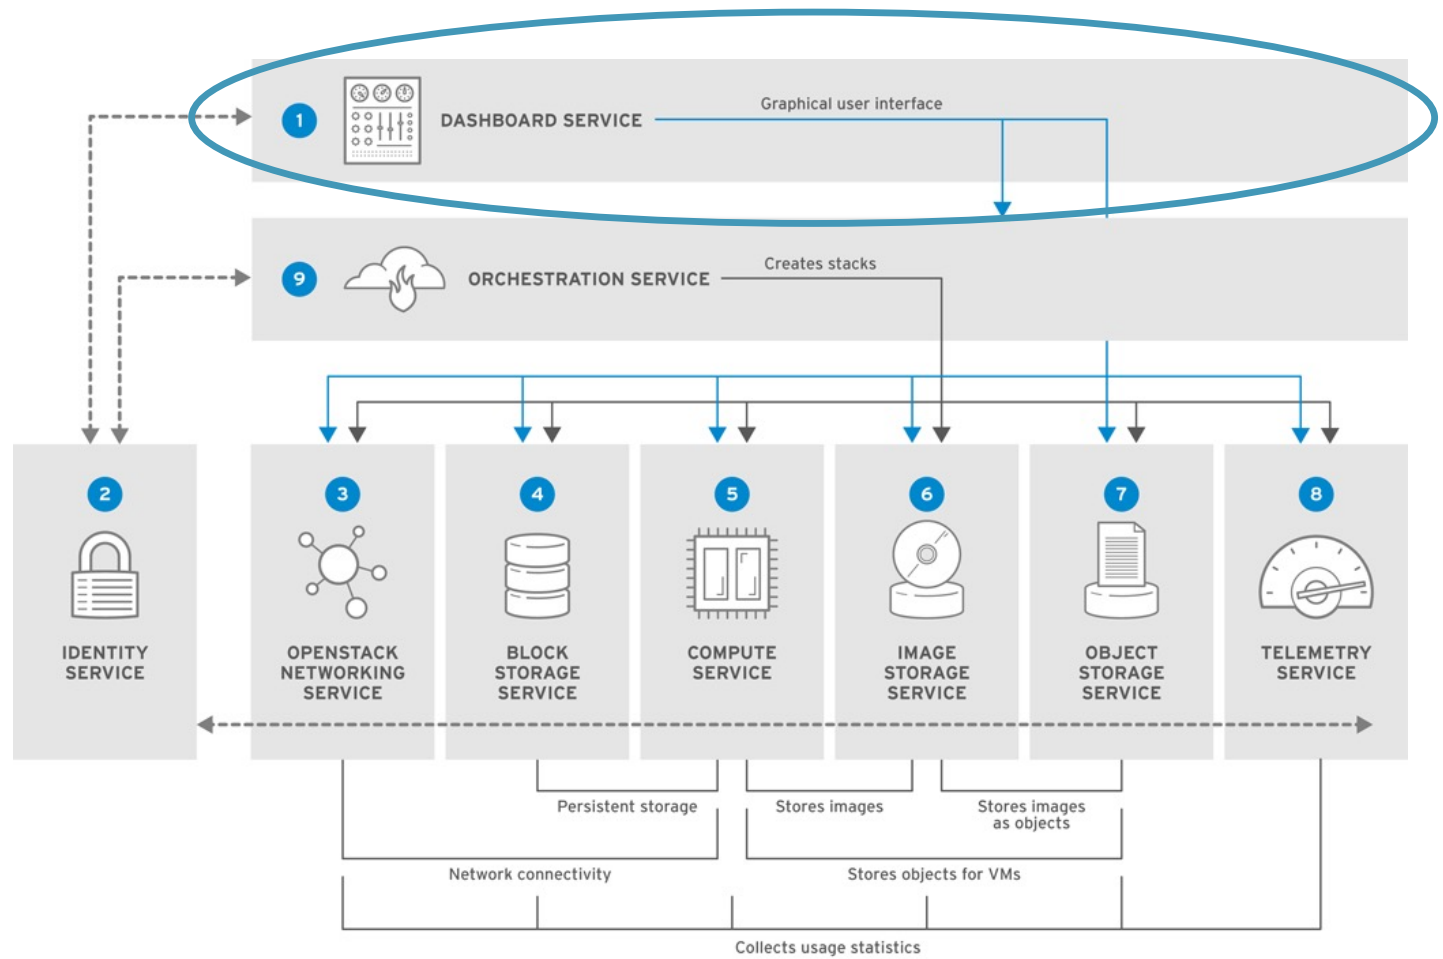 Graphical user interface
1
DASHBOARD SERVICE
Creates stacks
9
ORCHESTRATION SERVICE
2
IDENTITY
SERVICE
3
OPENSTACK
NETWORKING
SERVICE
4
BLOCK
STORAGE
SERVICE
5
COMPUTE
SERVICE
6
IMAGE
STORAGE
SERVICE
7
OBJECT
STORAGE
SERVICE
8
TELEMETRY
SERVICE
Persistent storage
Stores images
Stores images
as objects
Network connectivity
Stores objects for VMs
Collects usage statistics